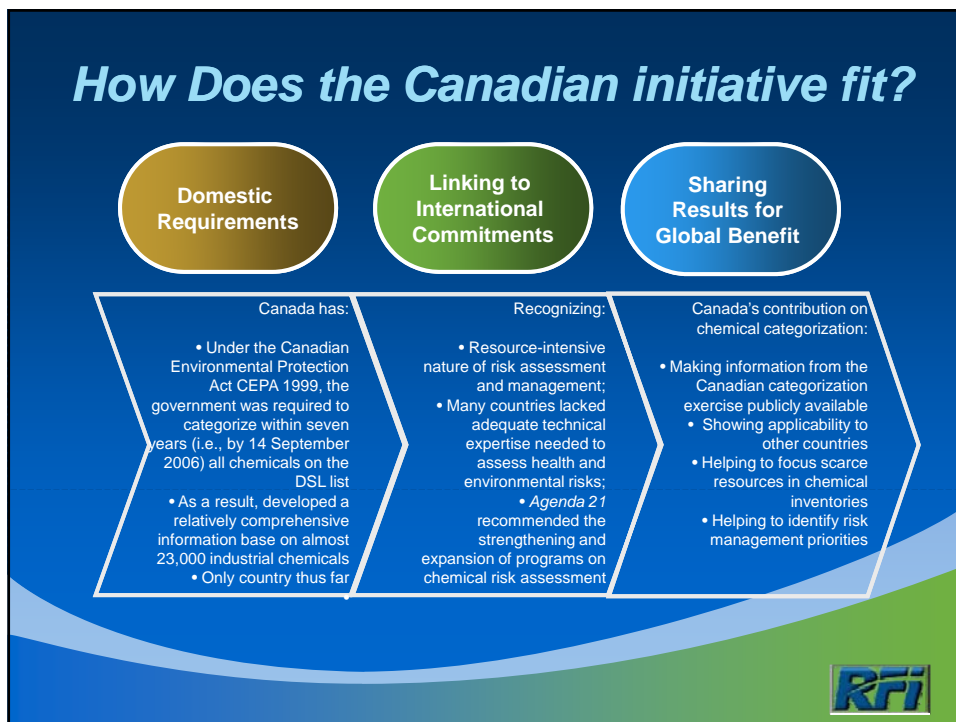 How Does the Canadian initiative fit?
Domestic
Requirements
Linking to
International
Commitments
Sharing
Results for
Global Benefit
Canada has:
• Under the Canadian
Environmental Protection
Act CEPA 1999, the
government was required to
categorize within seven
years (i.e., by 14 September
2006) all chemicals on the
DSL list
• As a result, developed a
relatively comprehensive
information base on almost
23,000 industrial chemicals
• Only country thus far
•
Recognizing:
• Resource-intensive
nature of risk assessment
and management;
• Many countries lacked
adequate technical
expertise needed to
assess health and
environmental risks;
• Agenda 21
recommended the
strengthening and
expansion of programs on
chemical risk assessment
Canada's contribution on
chemical categorization:
• Making information from the
Canadian categorization
exercise publicly available
• Showing applicability to
other countries
• Helping to focus scarce
resources in chemical
inventories
• Helping to identify risk
management priorities
RFi